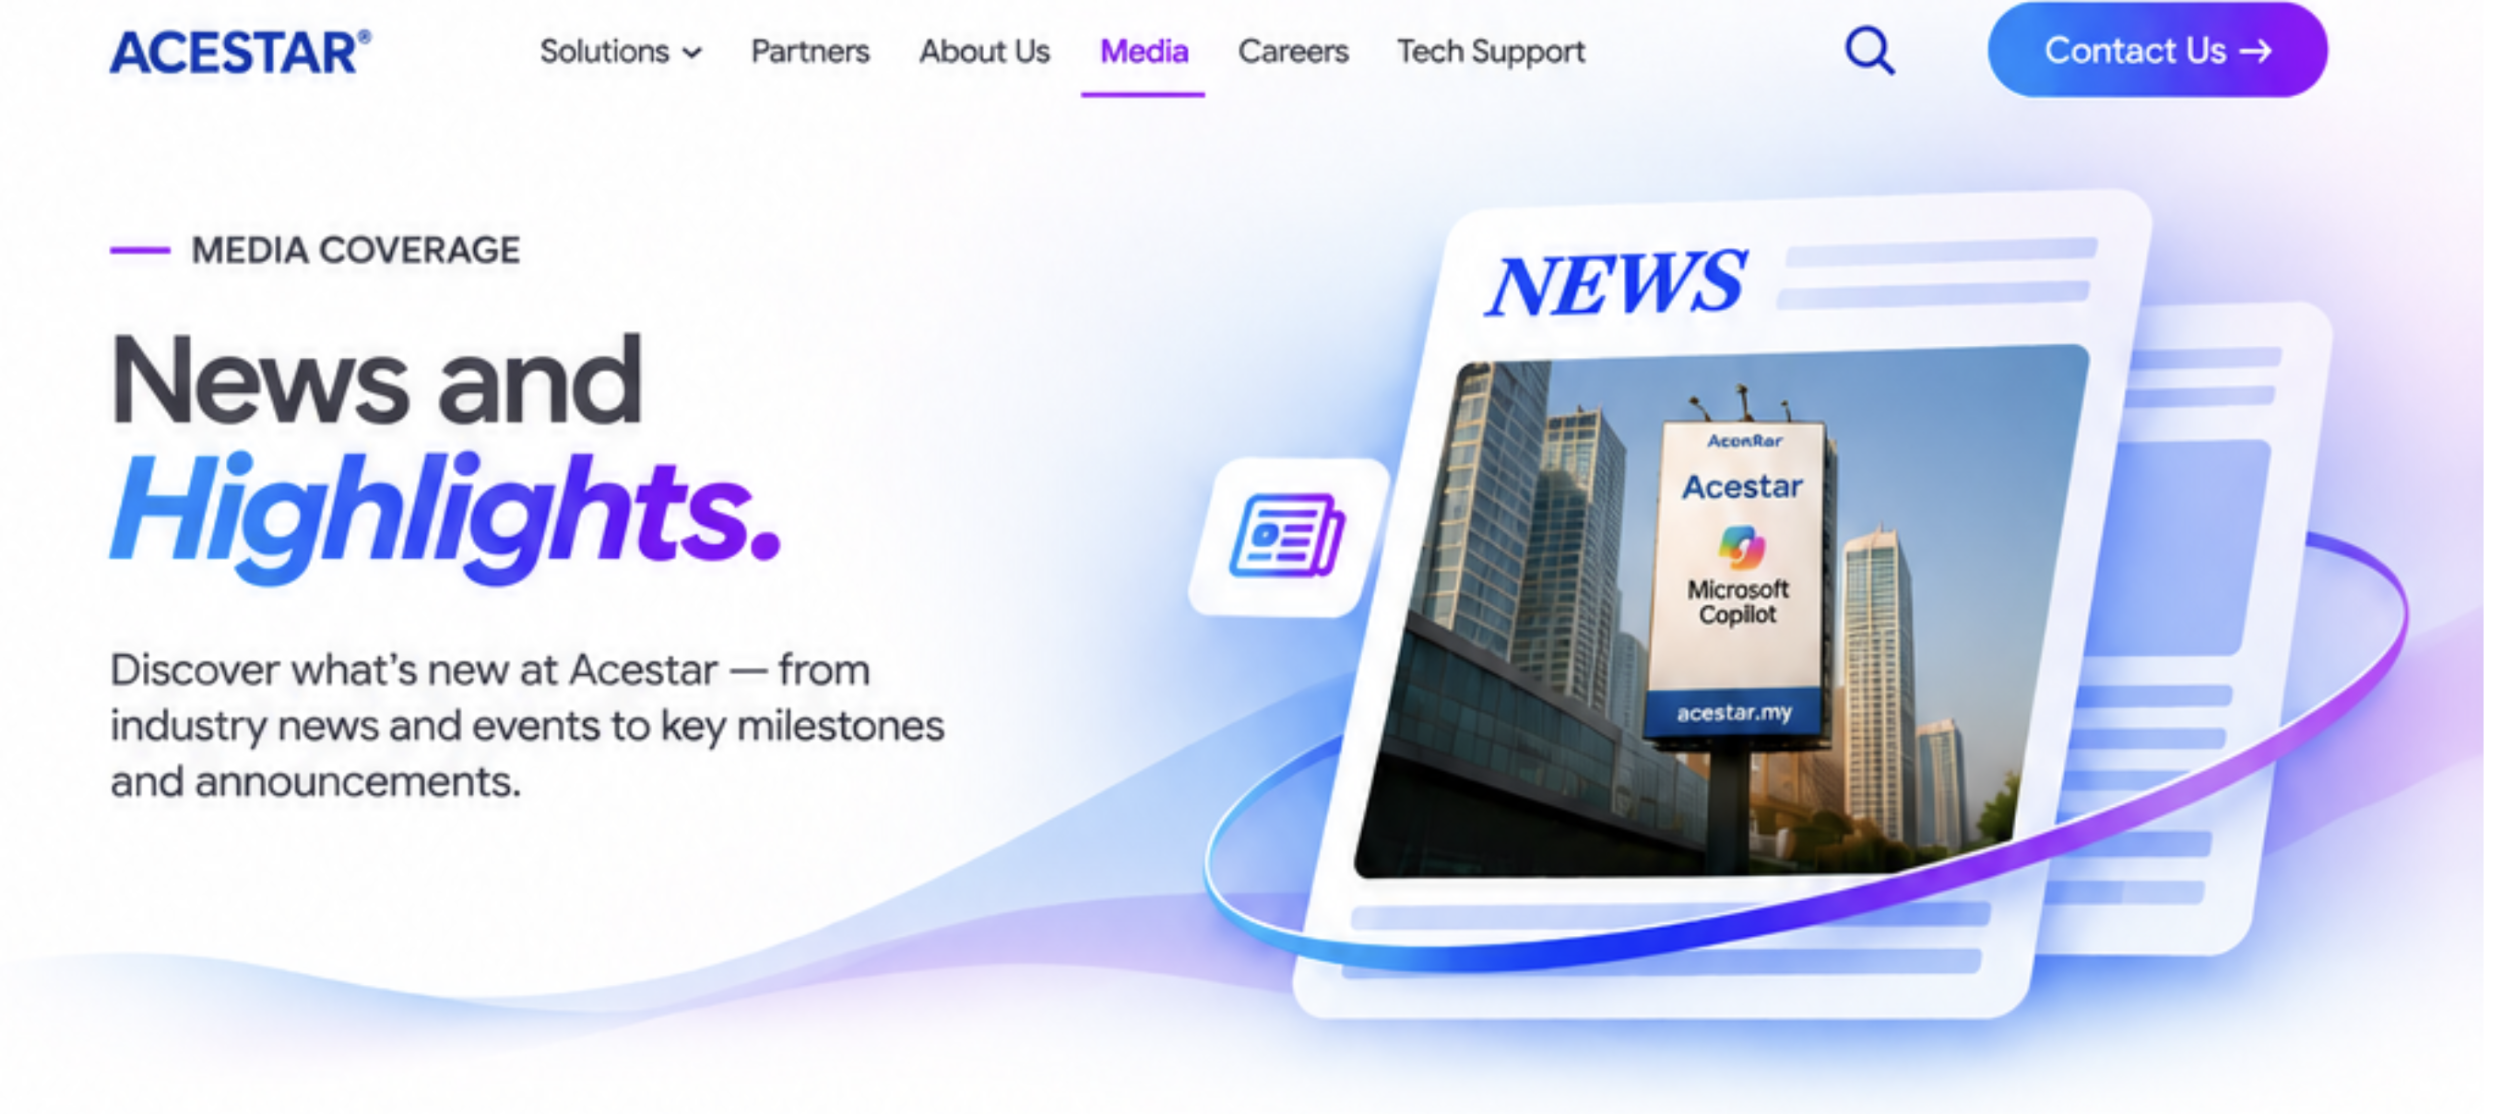 ACESTAR®
Solutions
Partners
About Us
Media
Careers
Tech Support
Contact Us →
MEDIA COVERAGE
News and
Highlights.
Discover what’s new at Acestar — from
industry news and events to key milestones
and announcements.
NEWS
AconRar
Acestar
Microsoft
Copilot
acestar.my